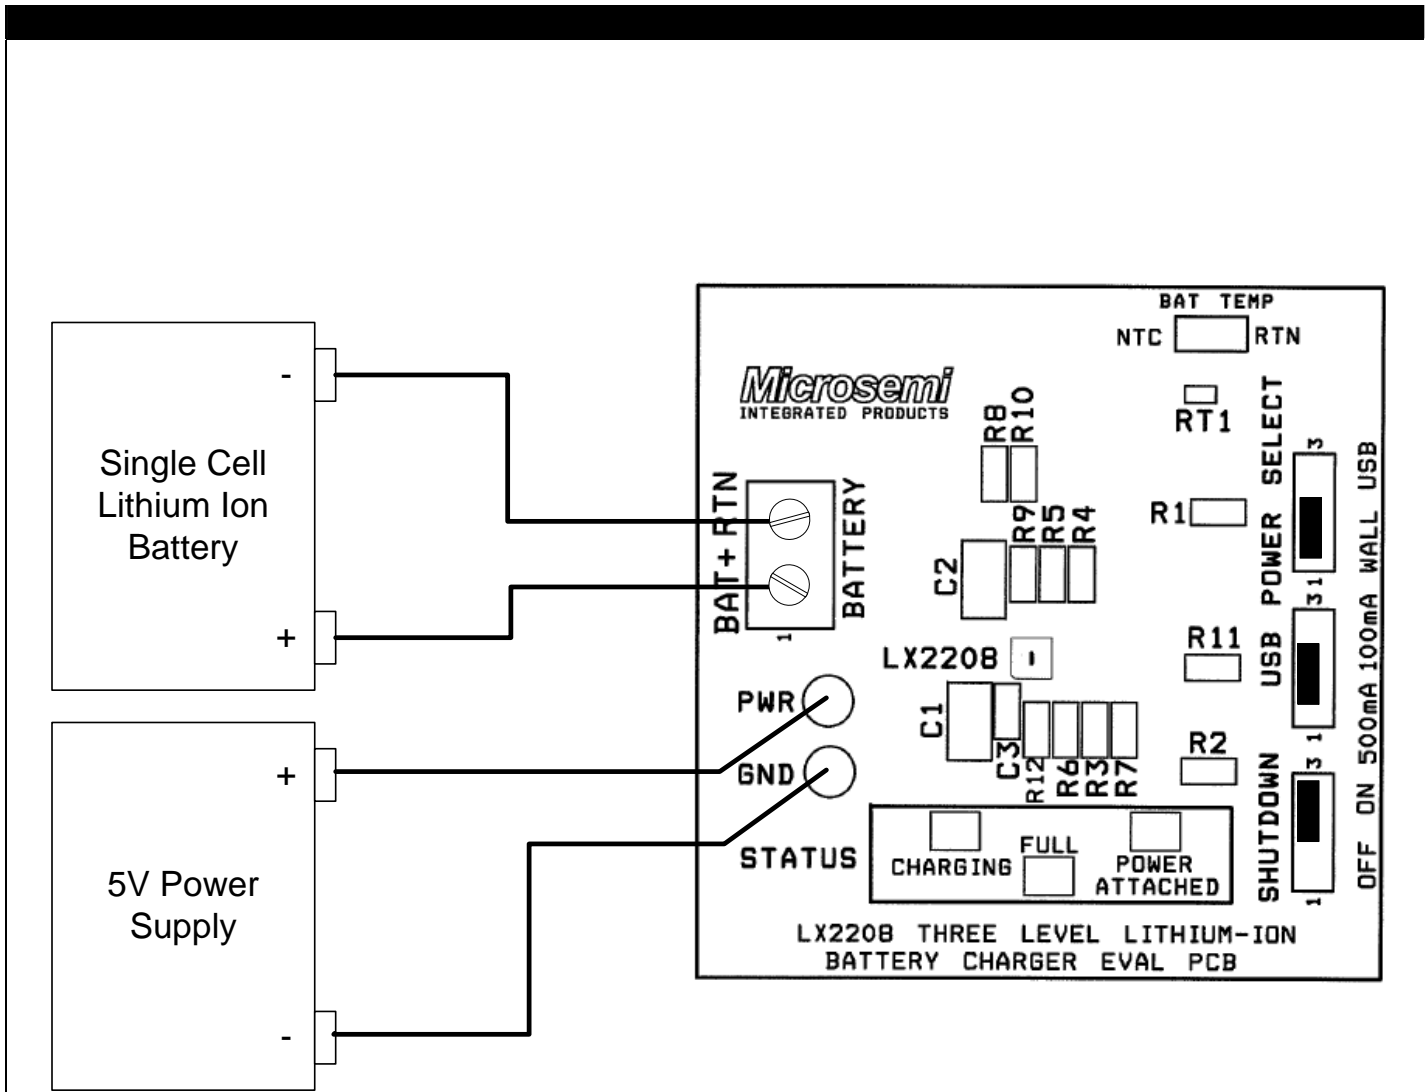 -
Single Cell
Lithium Ion
Battery
+
+
5V Power
Supply
-
BAT TEMP
NTC
RTN
Microsemi
INTEGRATED PRODUCTS
RT1
R8
R10
R1
R9
R5
R4
C2
BAT+ RTN
BATTERY
1
LX2208
R11
PWR
GND
C1
C3
R12
R6
R3
R7
R2
STATUS
CHARGING
FULL
POWER
ATTACHED
SHUTDOWN
USB POWER SELECT
3
1
3
1
3
1
OFF ON 500mA 100mA WALL USB
LX2208 THREE LEVEL LITHIUM-ION
BATTERY CHARGER EVAL PCB